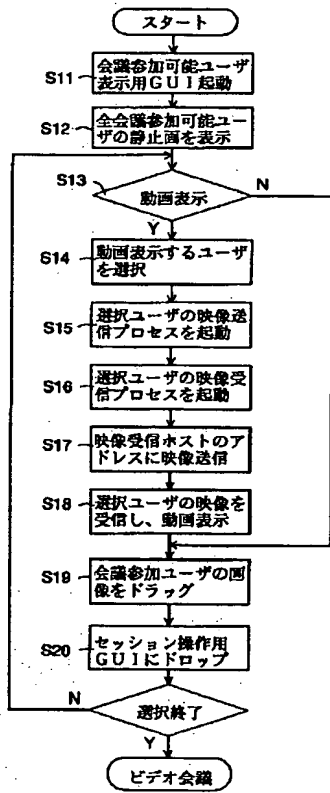 スタート
S11
会議参加可能ユーザ
表示用GUI起動
S12
全会議参加可能ユー
ザの静止画を表示
S13
動画表示
N
Y
S14
動画表示するユーザ
を選択
S15
選択ユーザの映像送
信プロセスを起動
S16
選択ユーザの映像受
信プロセスを起動
S17
映像受信ホストのア
ドレスに映像送信
S18
選択ユーザの映像を
受信し、動画表示
S19
会議参加ユーザの画
像をドラッグ
S20
セッション操作用
GUIにドロップ
N
選択終了
Y
ビデオ会議